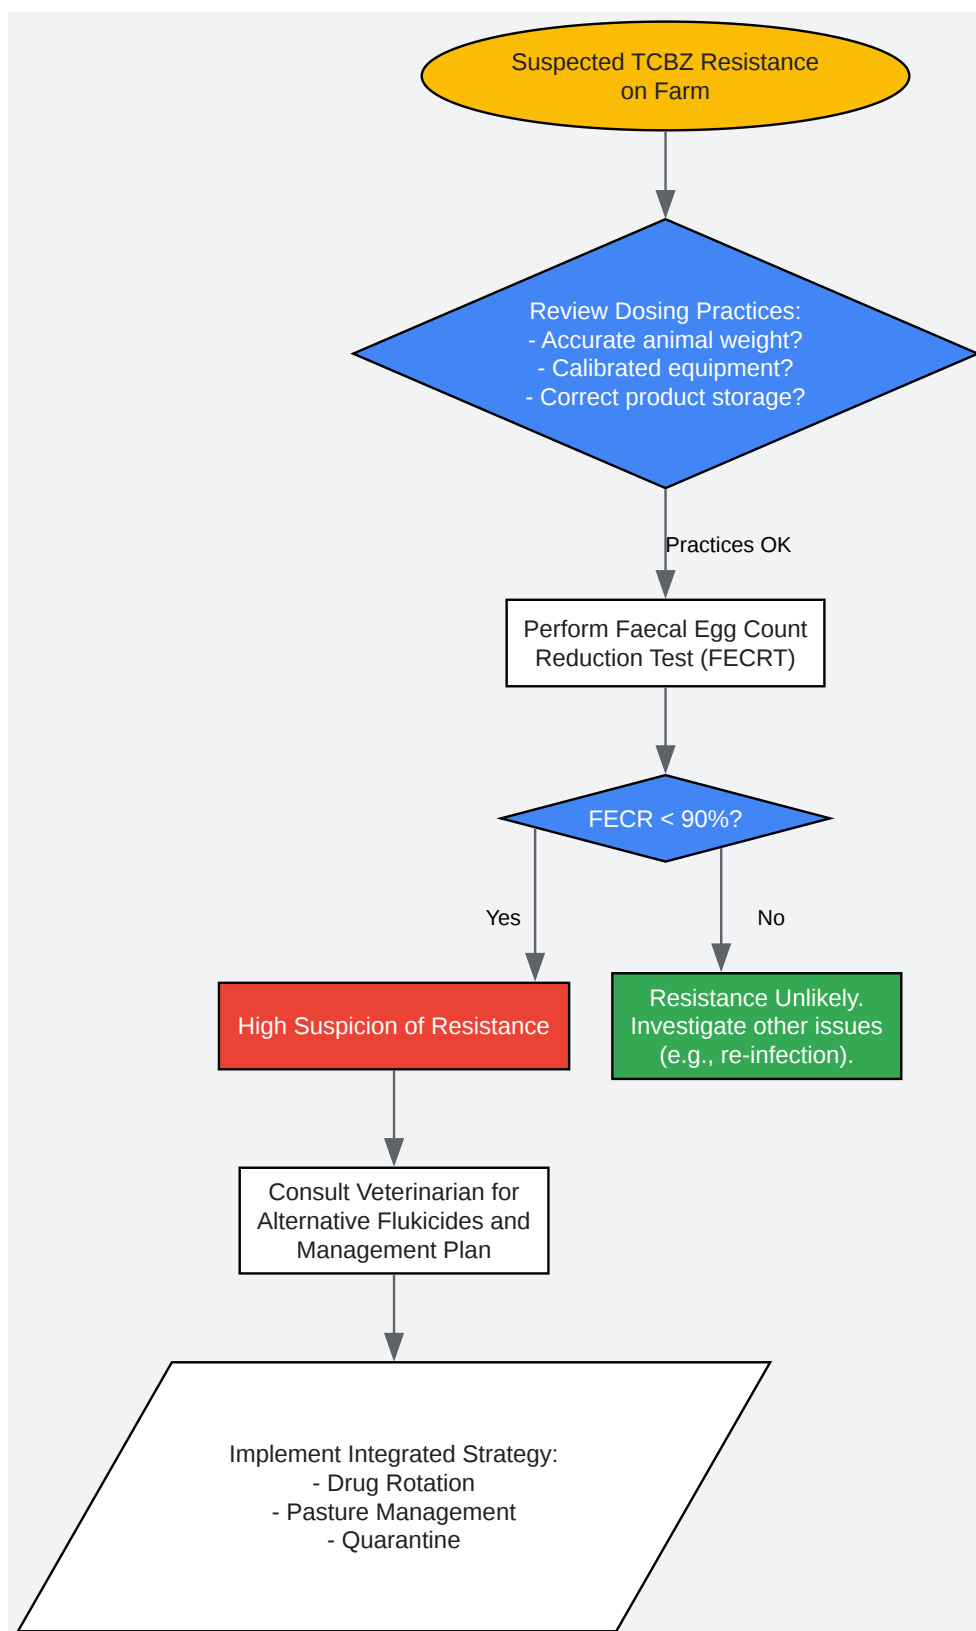 Suspected TCBZ Resistance
on Farm
Review Dosing Practices:
- Accurate animal weight?
- Calibrated equipment?
- Correct product storage?
Practices OK
Perform Faecal Egg Count
Reduction Test (FECRT)
FECR < 90%?
Yes
No
High Suspicion of Resistance
Resistance Unlikely.
Investigate other issues
(e.g., re-infection).
Consult Veterinarian for
Alternative Flukicides and
Management Plan
Implement Integrated Strategy:
- Drug Rotation
- Pasture Management
- Quarantine